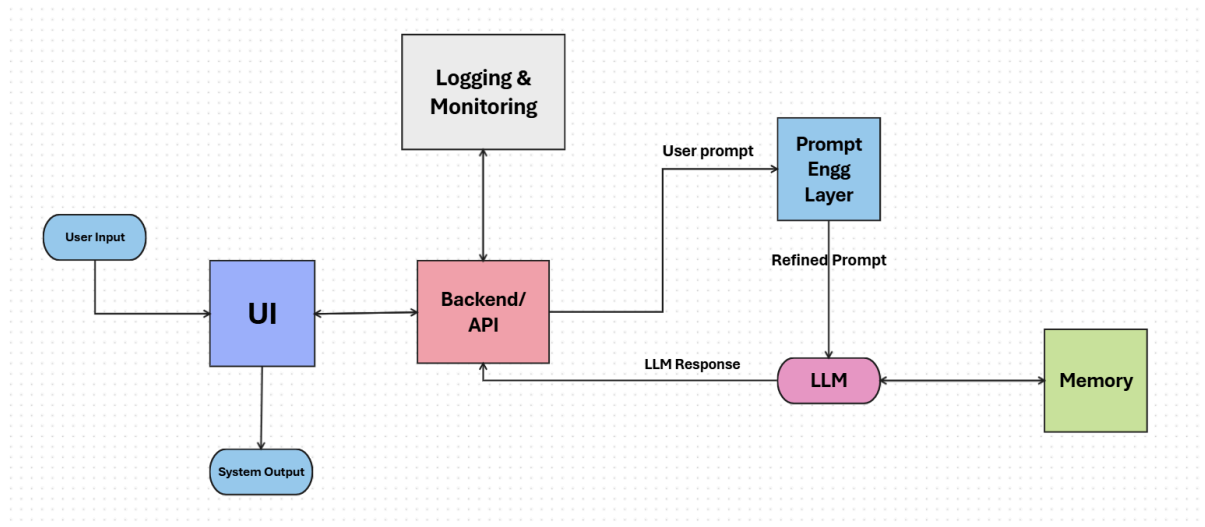 Logging &
Monitoring
User prompt
Prompt
Engg
Layer
User Input
Refined Prompt
UI
Backend/
API
LLM Response
LLM
Memory
System Output